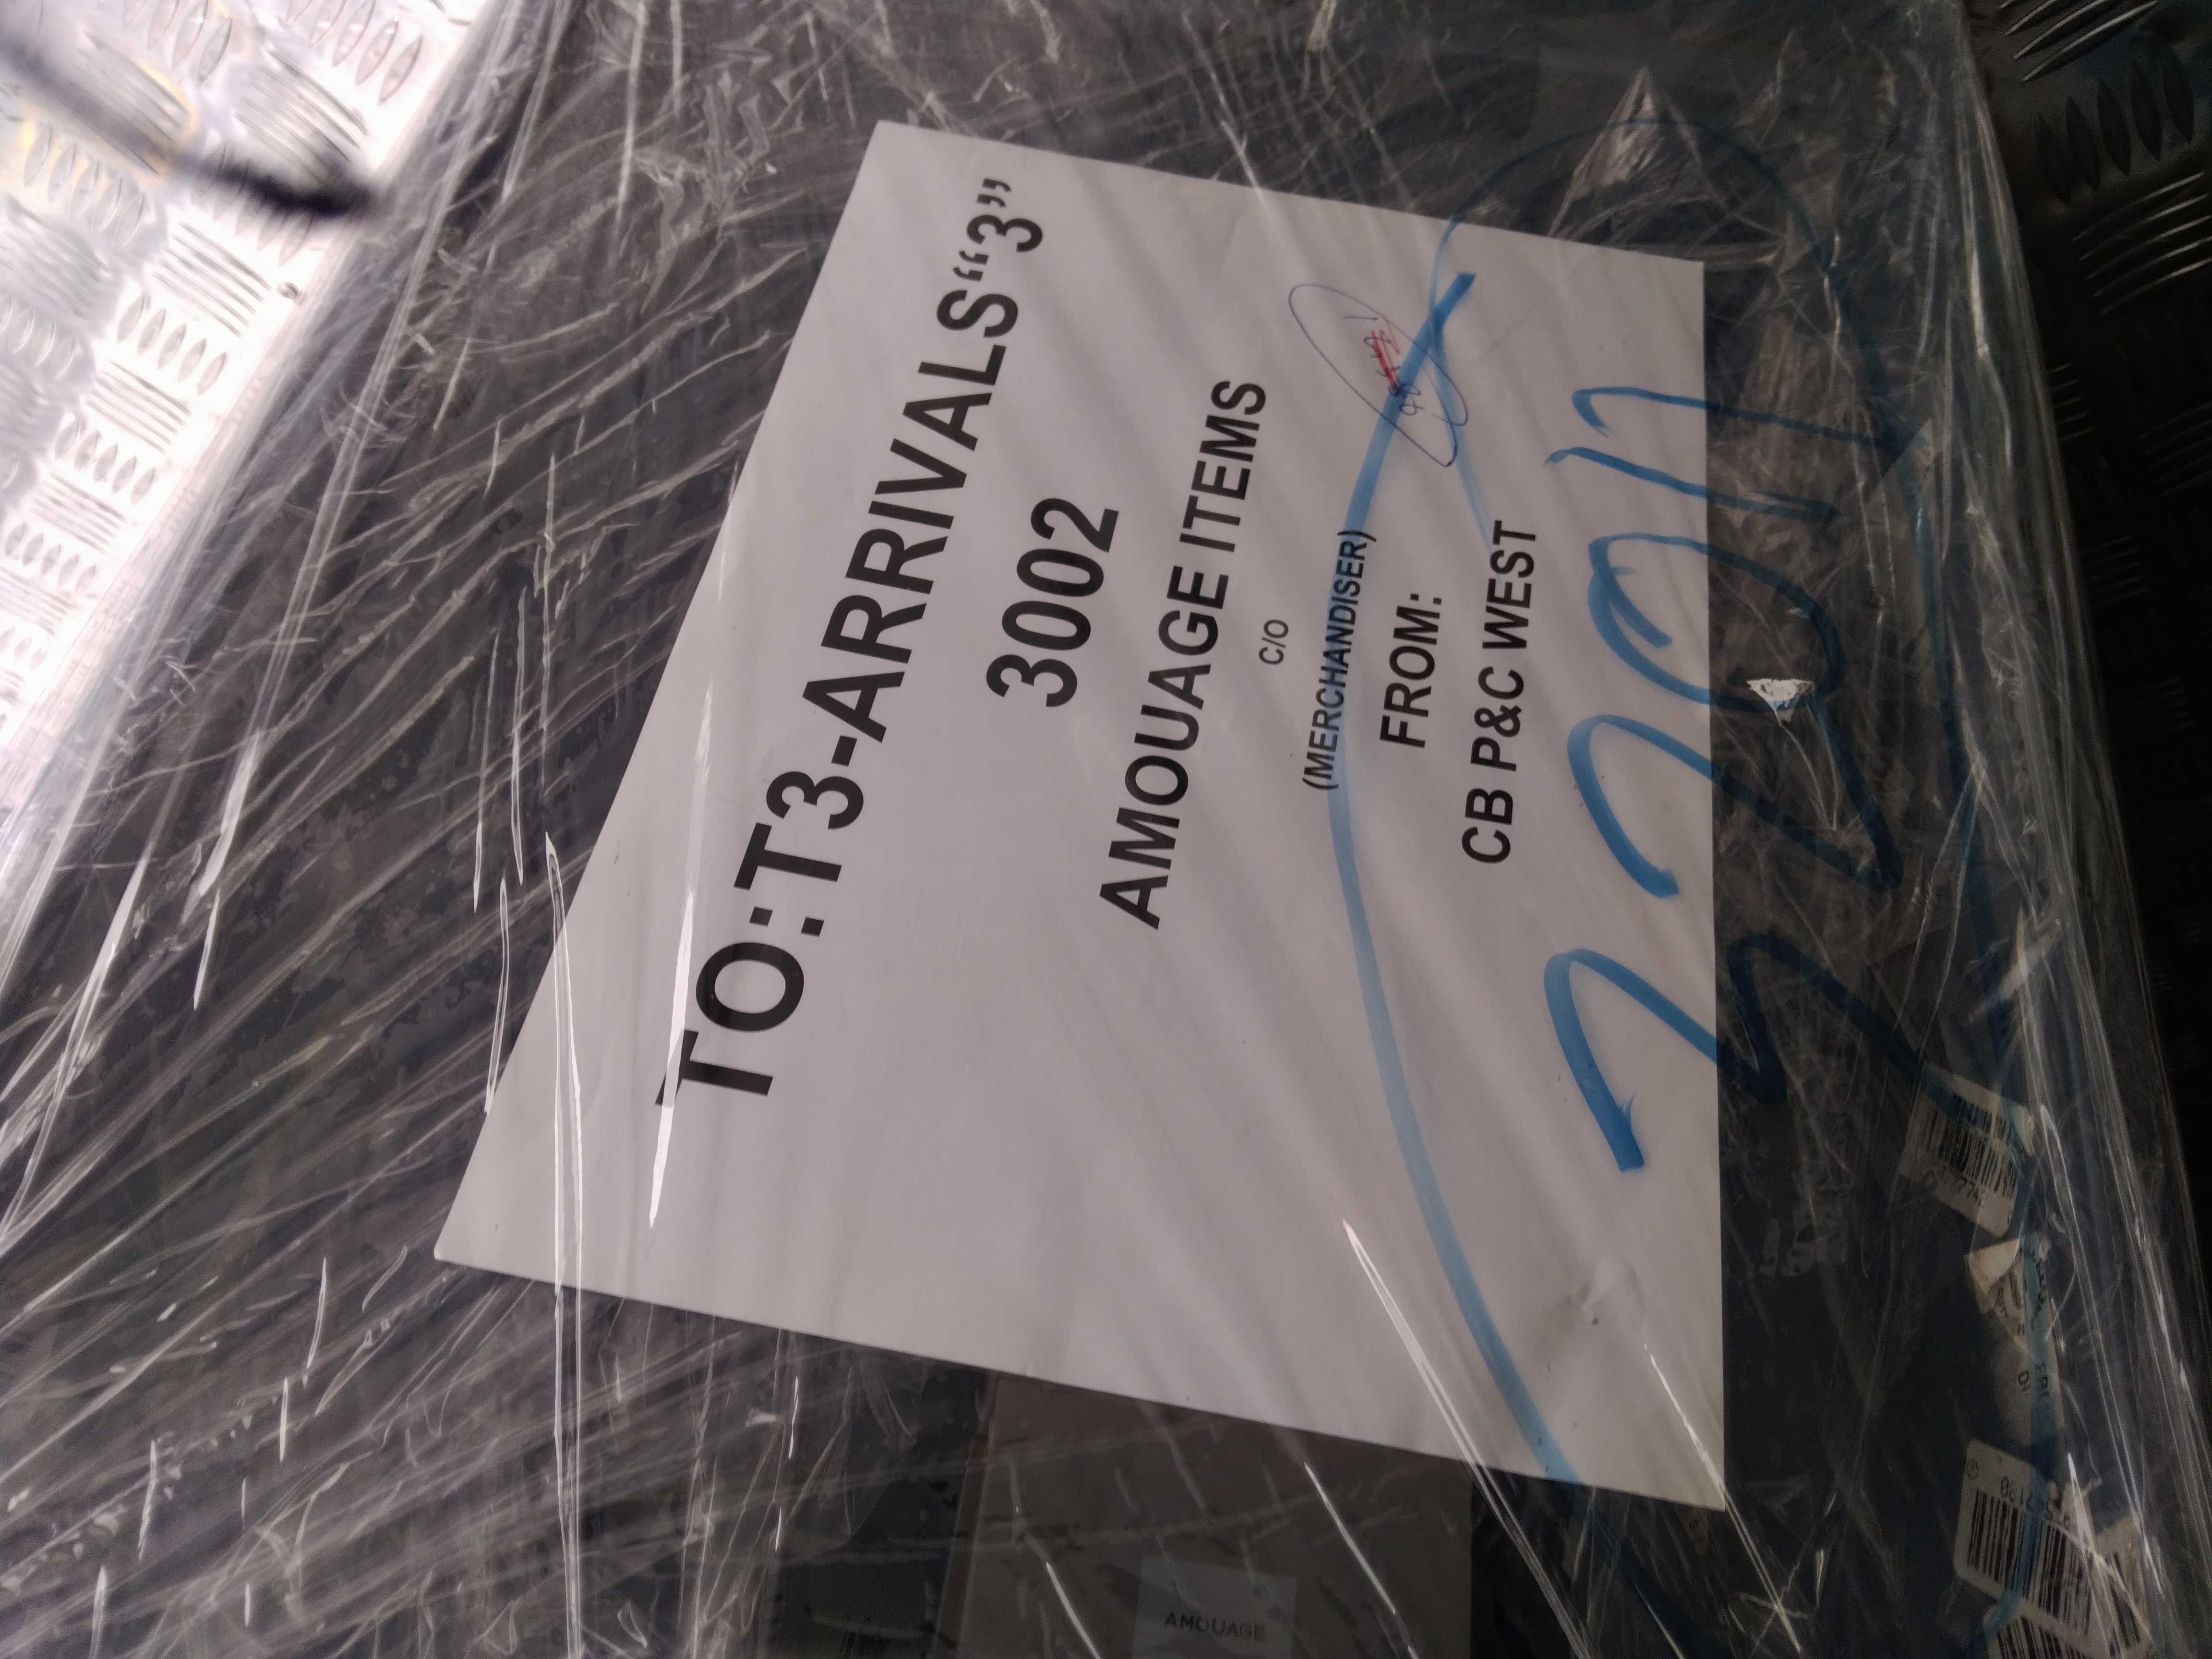 TO:T3-ARRIVALS“3”
3002
AMOUAGE ITEMS
C/O
(MERCHANDISER)
FROM:
CB P&C WEST
AMOUAGE